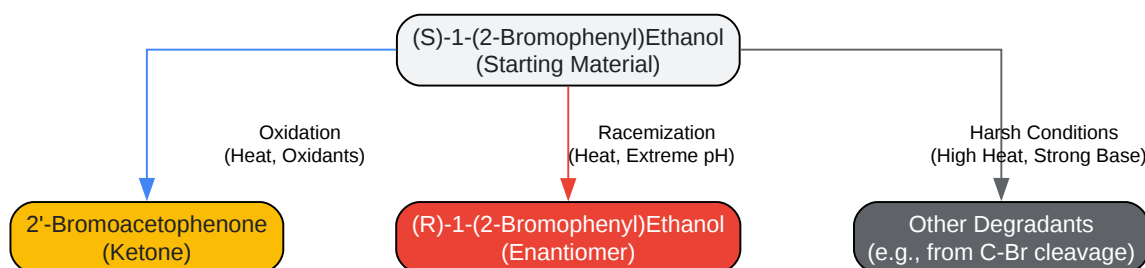 (S)-1-(2-Bromophenyl)Ethanol
(Starting Material)
Oxidation
(Heat, Oxidants)
Racemization
(Heat, Extreme pH)
Harsh Conditions
(High Heat, Strong Base)
2'-Bromoacetophenone
(Ketone)
(R)-1-(2-Bromophenyl)Ethanol
(Enantiomer)
Other Degradants
(e.g., from C-Br cleavage)